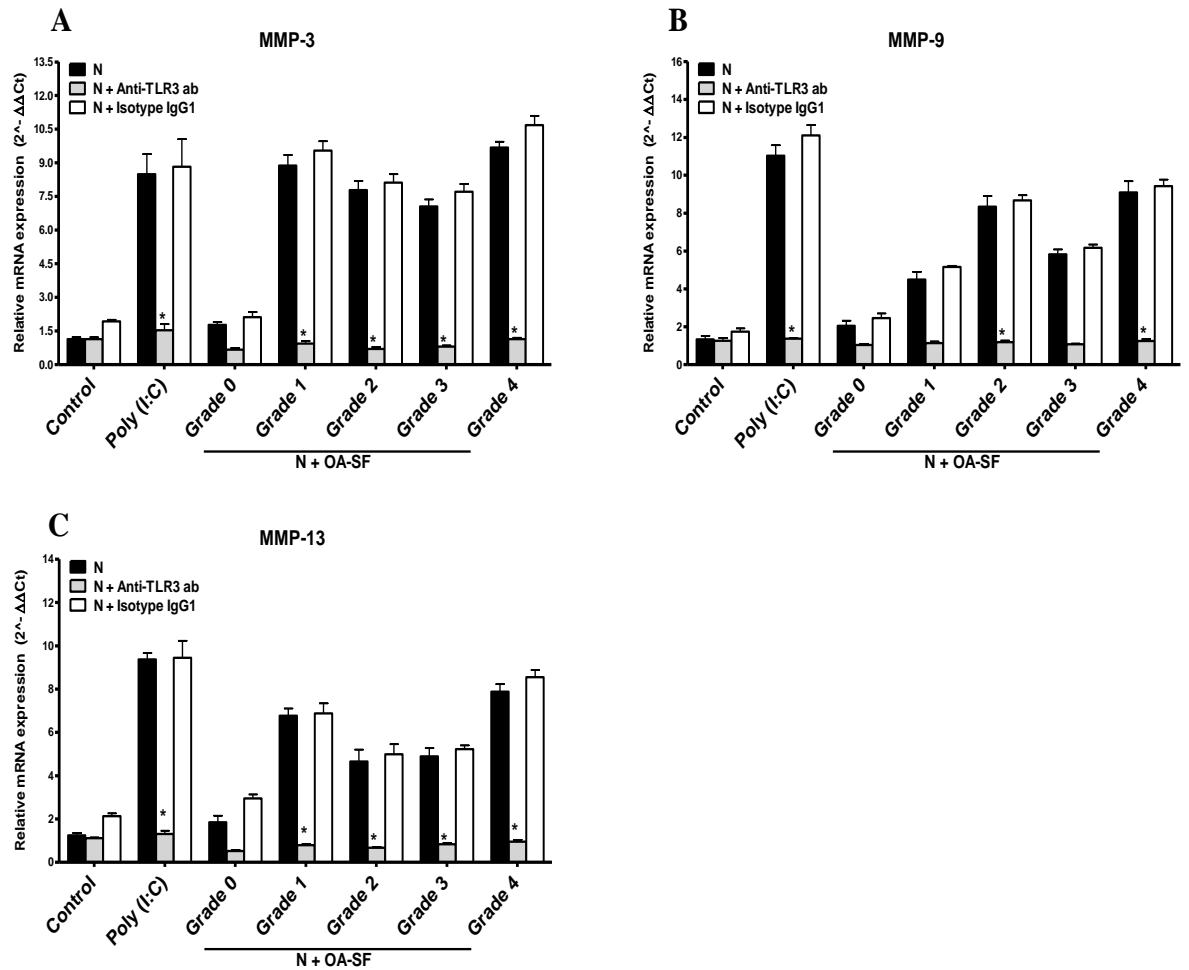 A
MMP-3
Relative mRNA expression (2^- ΔΔCt)
13.5
12.0
10.5
9.0
7.5
6.0
4.5
3.0
1.5
0.0
N
N + Anti-TLR3 ab
N + Isotype IgG1
*
*
*
*
*
Control
Poly (I:C)
Grade 0
Grade 1
Grade 2
Grade 3
Grade 4
N + OA-SF
B
MMP-9
Relative mRNA expression (2^- ΔΔCt)
16
14
12
10
8
6
4
2
0
N
N + Anti-TLR3 ab
N + Isotype IgG1
*
*
*
Control
Poly (I:C)
Grade 0
Grade 1
Grade 2
Grade 3
Grade 4
N + OA-SF
C
MMP-13
Relative mRNA expression (2^- ΔΔCt)
14
12
10
8
6
4
2
0
N
N + Anti-TLR3 ab
N + Isotype IgG1
*
*
*
*
*
Control
Poly (I:C)
Grade 0
Grade 1
Grade 2
Grade 3
Grade 4
N + OA-SF